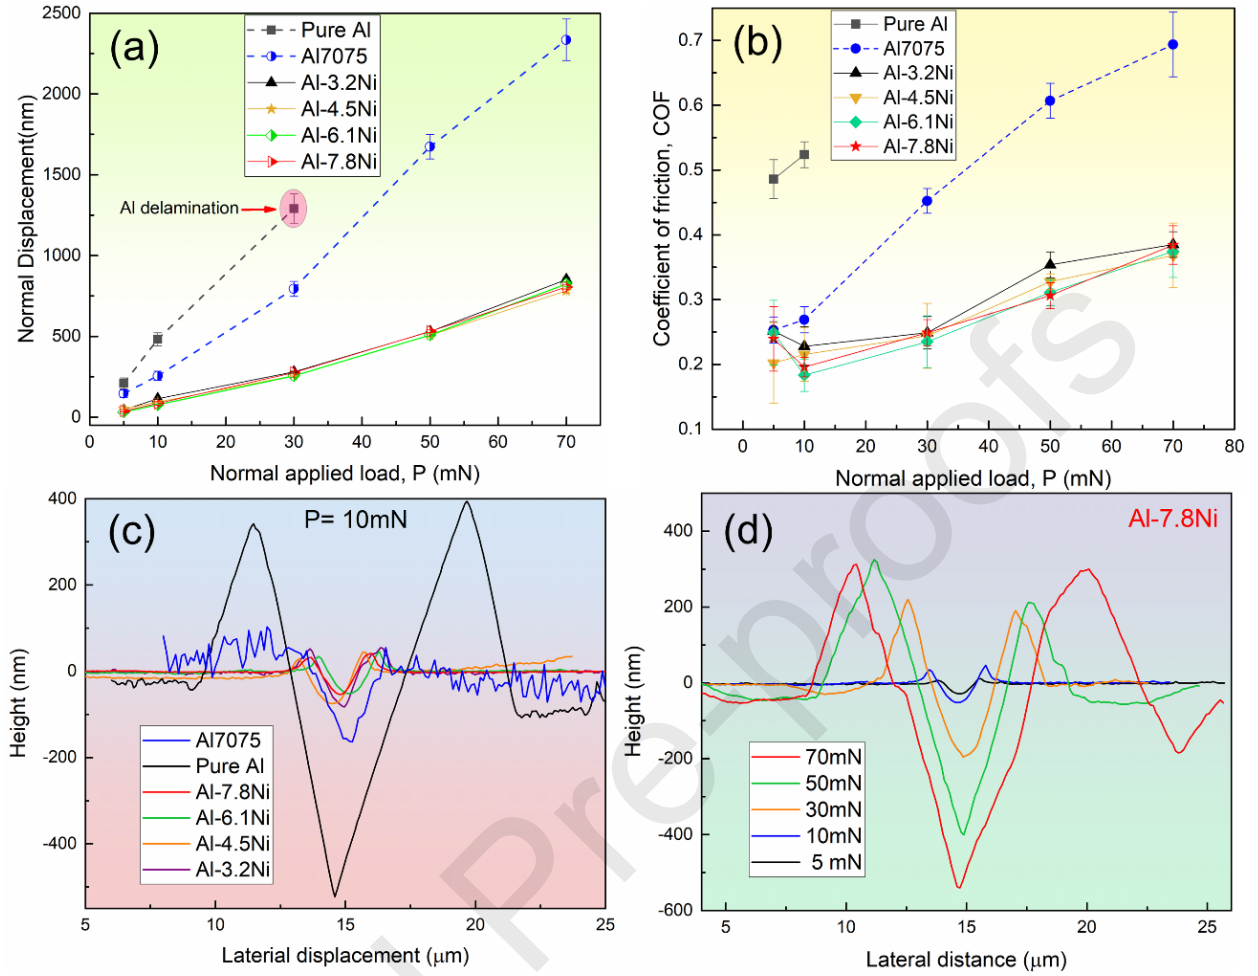 (a)
Pure Al
Al7075
Al-3.2Ni
Al-4.5Ni
Al-6.1Ni
Al-7.8Ni
Al delamination
Normal Displacement(nm)
2500
2250
2000
1750
1500
1250
1000
750
500
250
0
0 10 20 30 40 50 60 70
Normal applied load, P (mN)
(b)
Pure Al
Al7075
Al-3.2Ni
Al-4.5Ni
Al-6.1Ni
Al-7.8Ni
Coefficient of friction, COF
0.7
0.6
0.5
0.4
0.3
0.2
0.1
0 10 20 30 40 50 60 70 80
Normal applied load, P (mN)
(c)
P= 10mN
Height (nm)
400
200
0
-200
-400
Al7075
Pure Al
Al-7.8Ni
Al-6.1Ni
Al-4.5Ni
Al-3.2Ni
5 10 15 20 25
Laterial displacement (μm)
(d)
Al-7.8Ni
Height (nm)
400
200
0
-200
-400
-600
70mN
50mN
30mN
10mN
5 mN
5 10 15 20 25
Lateral distance (μm)
l Pre-proofs